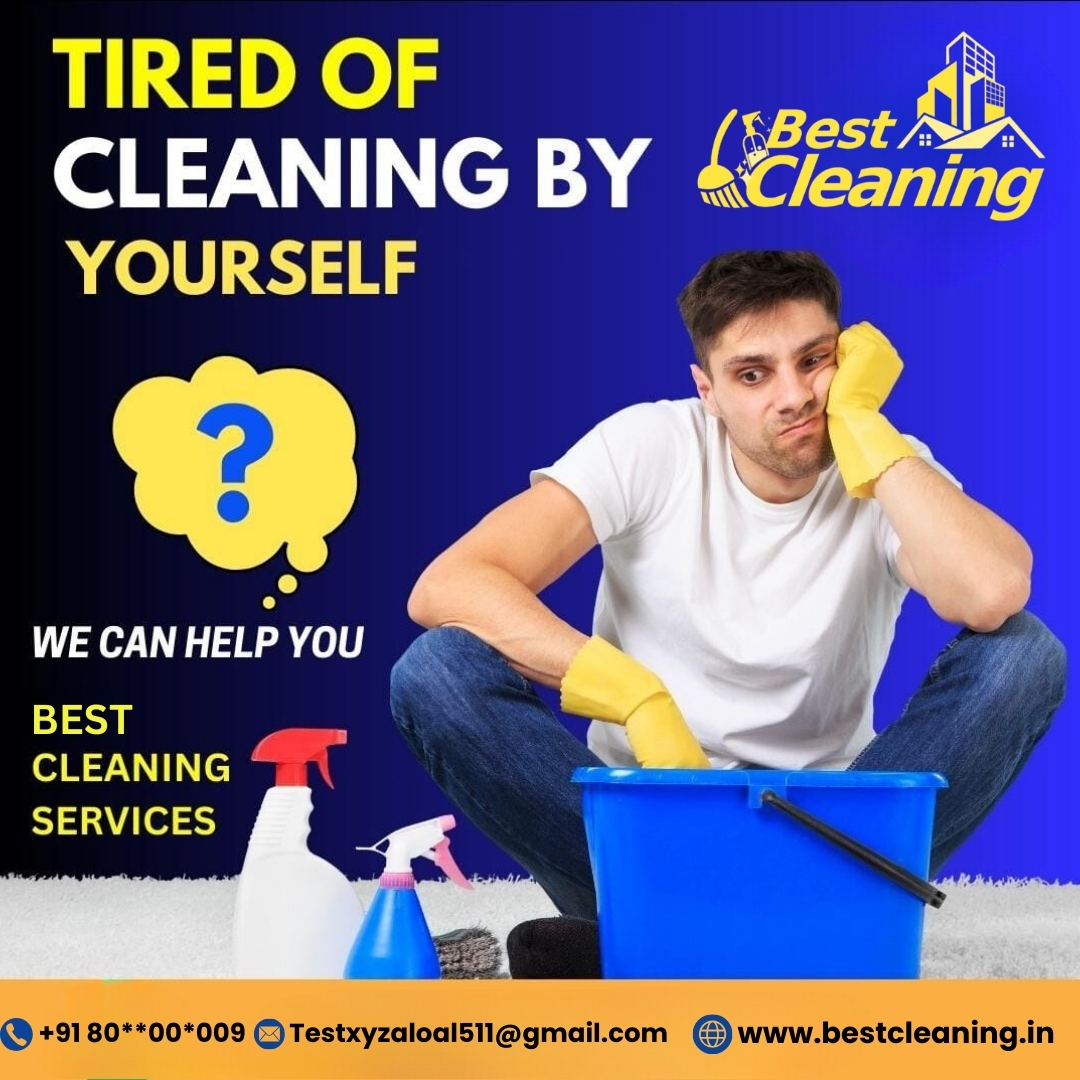 TIRED OF
CLEANING BY
YOURSELF
Best
Cleaning
?
WE CAN HELP YOU
BEST
CLEANING
SERVICES
+91 80**00*009 Testxyzaloal511@gmail.com www.bestcleaning.in